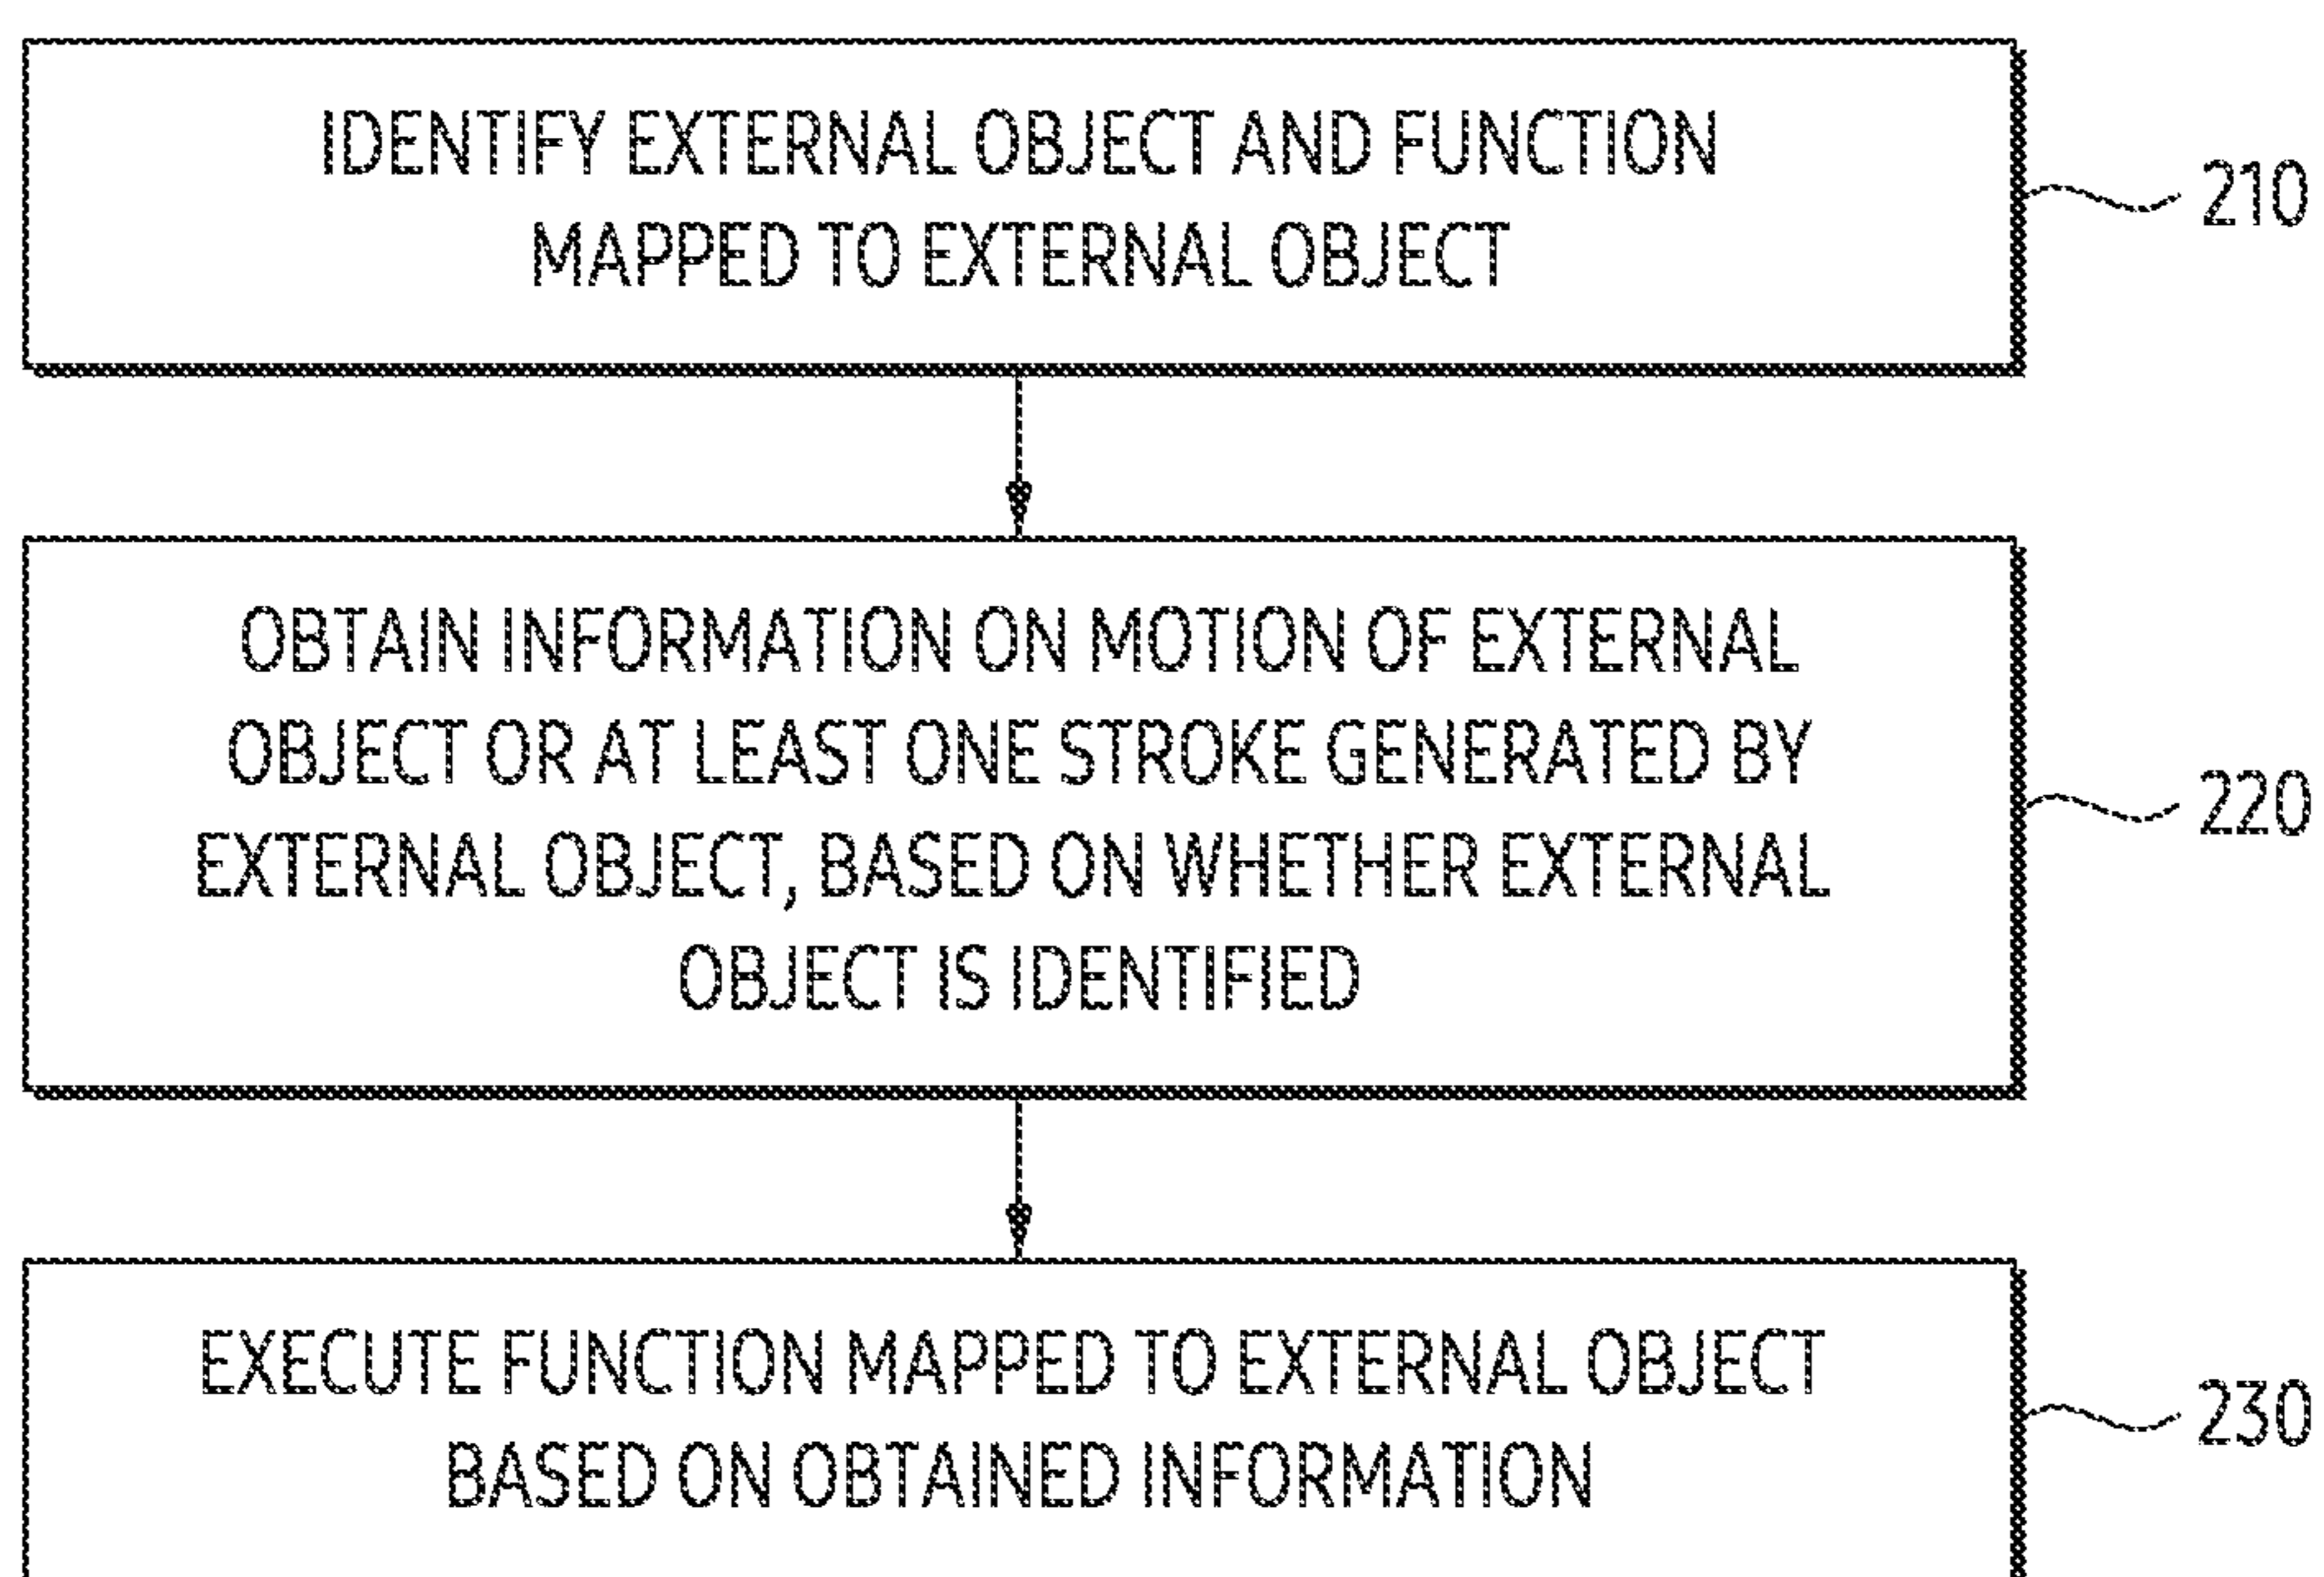 IDENTIFY EXTERNAL OBJECT AND FUNCTION
MAPPED TO EXTERNAL OBJECT
210
OBTAIN INFORMATION ON MOTION OF EXTERNAL
OBJECT OR AT LEAST ONE STROKE GENERATED BY
EXTERNAL OBJECT, BASED ON WHETHER EXTERNAL
OBJECT IS IDENTIFIED
220
EXECUTE FUNCTION MAPPED TO EXTERNAL OBJECT
BASED ON OBTAINED INFORMATION
230